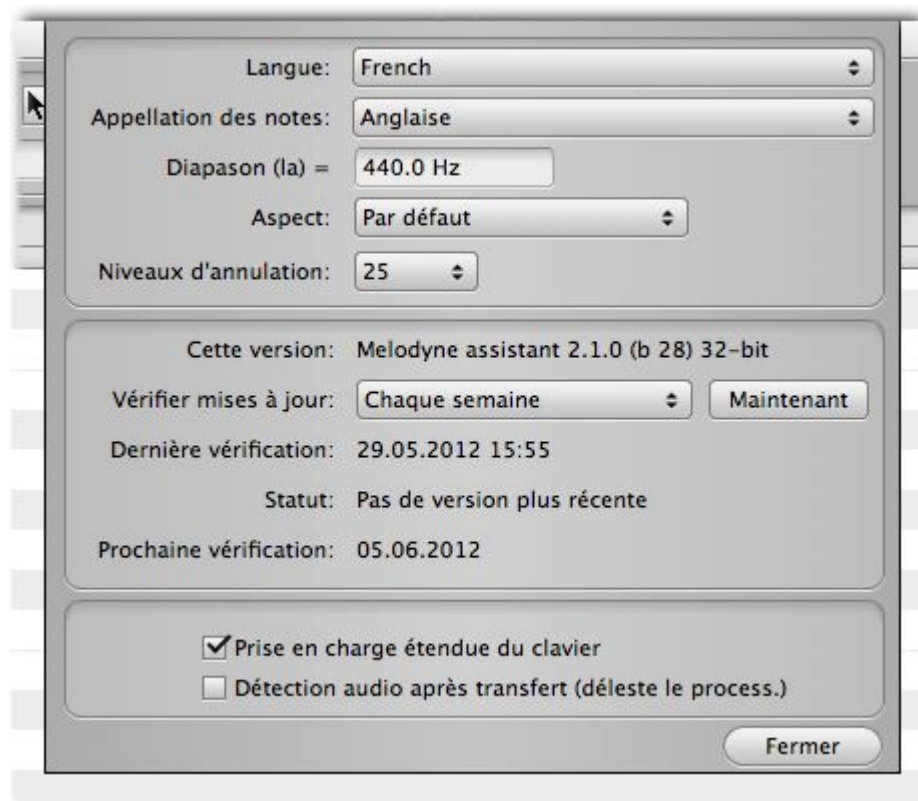 Langue: French
Appellation des notes: Anglaise
Diapason (la) = 440.0 Hz
Aspect: Par défaut
Niveaux d'annulation: 25
Cette version: Melodyne assistant 2.1.0 (b 28) 32-bit
Vérifier mises à jour: Chaque semaine Maintenant
Dernière vérification: 29.05.2012 15:55
Statut: Pas de version plus récente
Prochaine vérification: 05.06.2012
Prise en charge étendue du clavier
Détection audio après transfert (déleste le process.)
Fermer